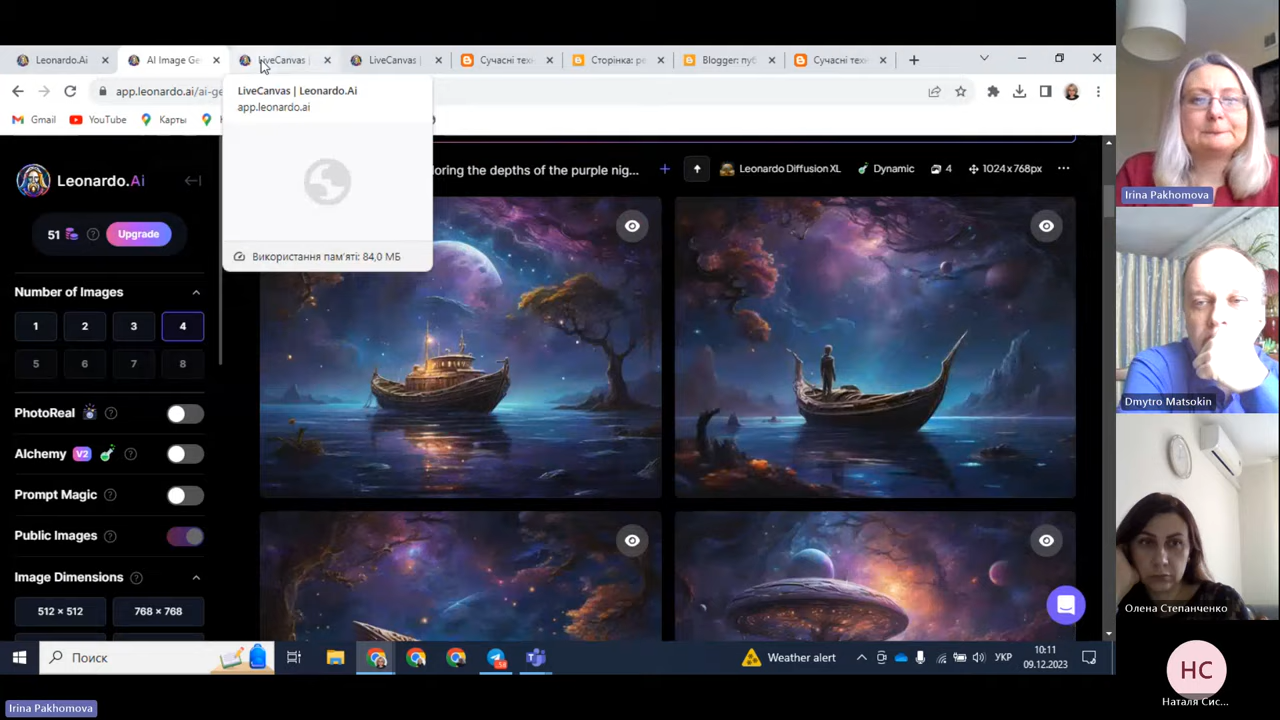 Leonardo.Ai
AI Image Ge
LiveCanvas |
LiveCanvas |
Сучасні тех
Сторінка: ре
Blogger: пу
Сучасні тех
app.leonardo.ai/ai-ge
LiveCanvas | Leonardo.Ai
app.leonardo.ai
Gmail
YouTube
Карты
Використання пам'яті: 84,0 МБ
Leonardo.Ai
51
Upgrade
oring the depths of the purple nig...
Leonardo Diffusion XL
Dynamic
4
1024 x 768px
Number of Images
1
2
3
4
5
6
7
8
PhotoReal
Alchemy V2
Prompt Magic
Public Images
Image Dimensions
512 × 512
768 × 768
Поиск
Weather alert
УКР
10:11
09.12.2023
Irina Pakhomova
Dmytro Matsokin
Олена Степанченко
НС
Наталя Сис...
Irina Pakhomova